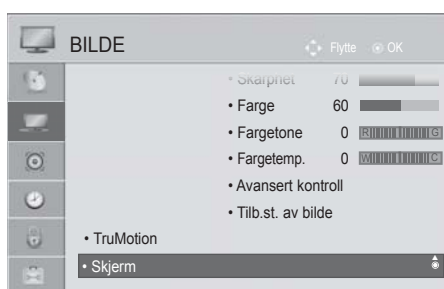 BILDE
Flytte OK
• Skarphet 70
• Farge 60
• Fargetone 0 R G
• Fargetemp. 0 W C
• Avansert kontroll
• Tilb.st. av bilde
• TruMotion
• Skjerm